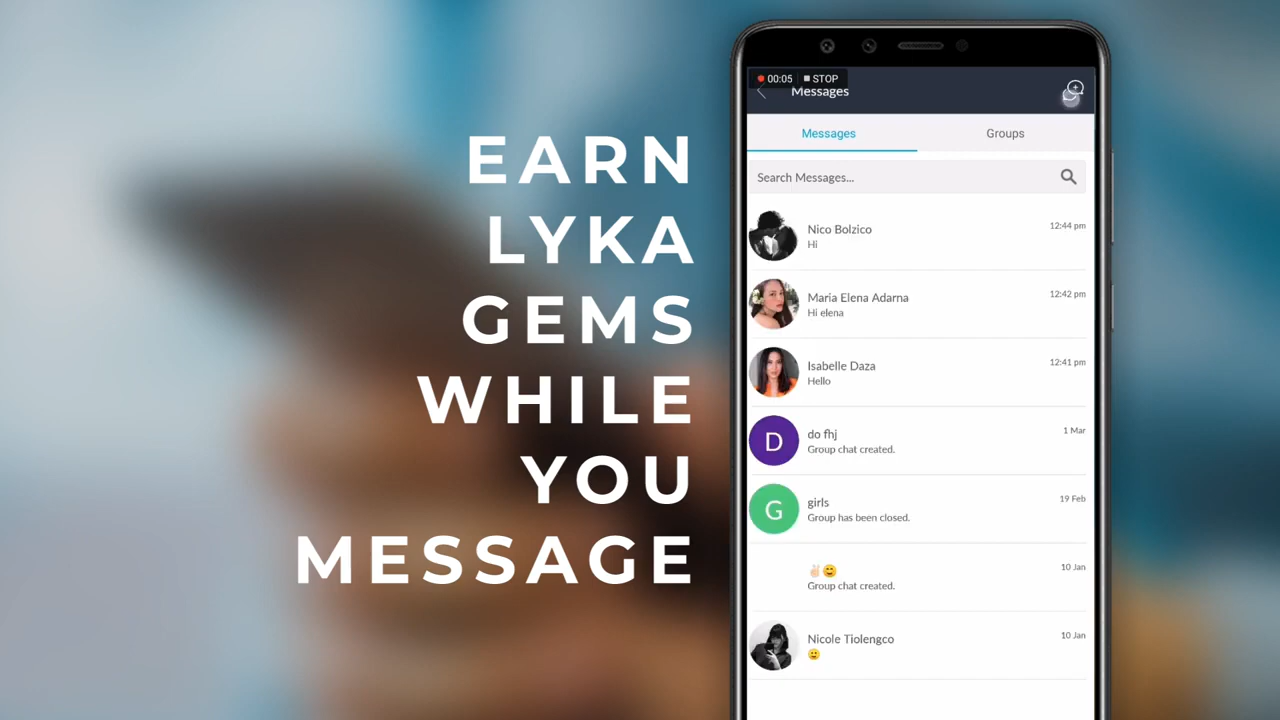 EARN
LYKA
GEMS
WHILE
YOU
MESSAGE
00:05 STOP
Messages
Messages Groups
Search Messages...
Nico Bolzico 12:44 pm
Hi
Maria Elena Adarna 12:42 pm
Hi elena
Isabelle Daza 12:41 pm
Hello
D do fhj 1 Mar
Group chat created.
G girls 19 Feb
Group has been closed.
✌🏻😊 10 Jan
Group chat created.
Nicole Tiolengco 10 Jan
🙂